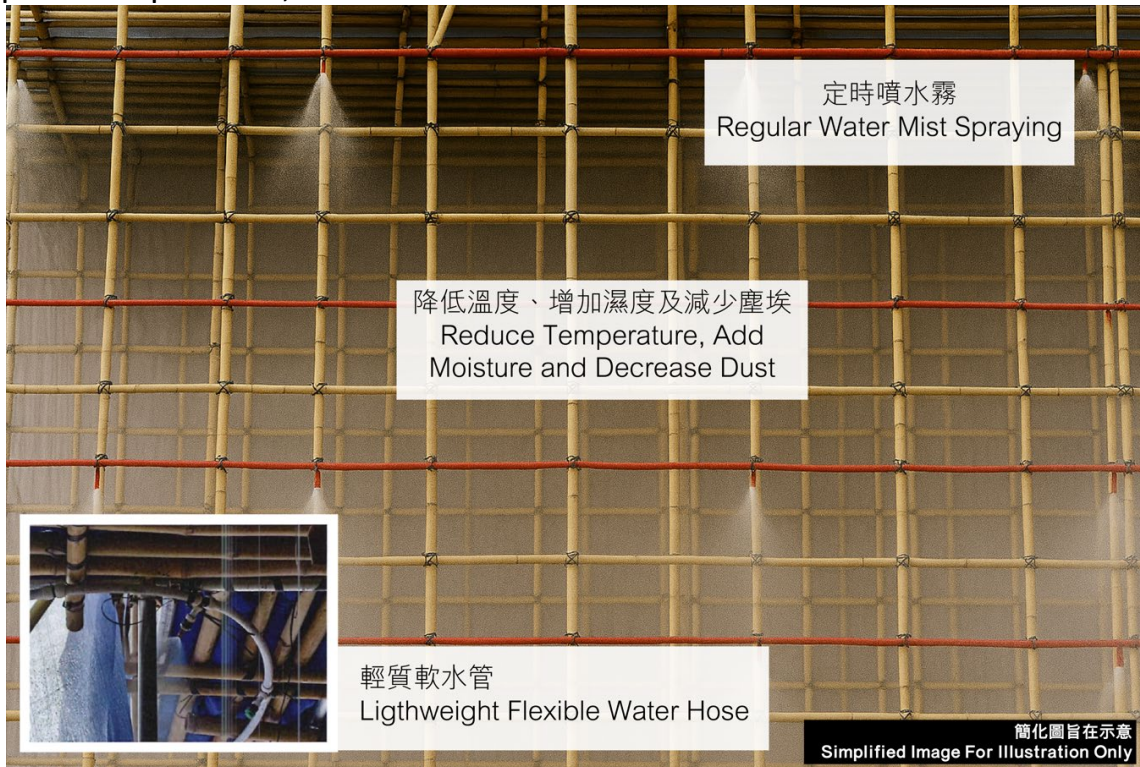 定時噴水霧
Regular Water Mist Spraying
降低溫度、增加濕度及減少塵埃
Reduce Temperature, Add
Moisture and Decrease Dust
輕質軟水管
Ligthweight Flexible Water Hose
簡化圖旨在示意
Simplified Image For Illustration Only